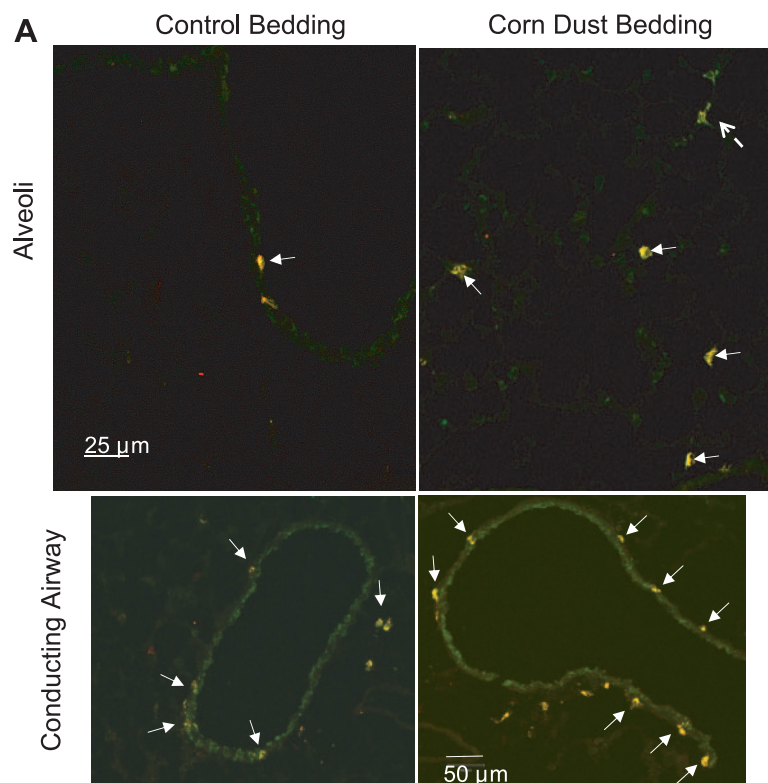 A
Control Bedding
Corn Dust Bedding
Alveoli
25 µm
Conducting Airway
50 µm